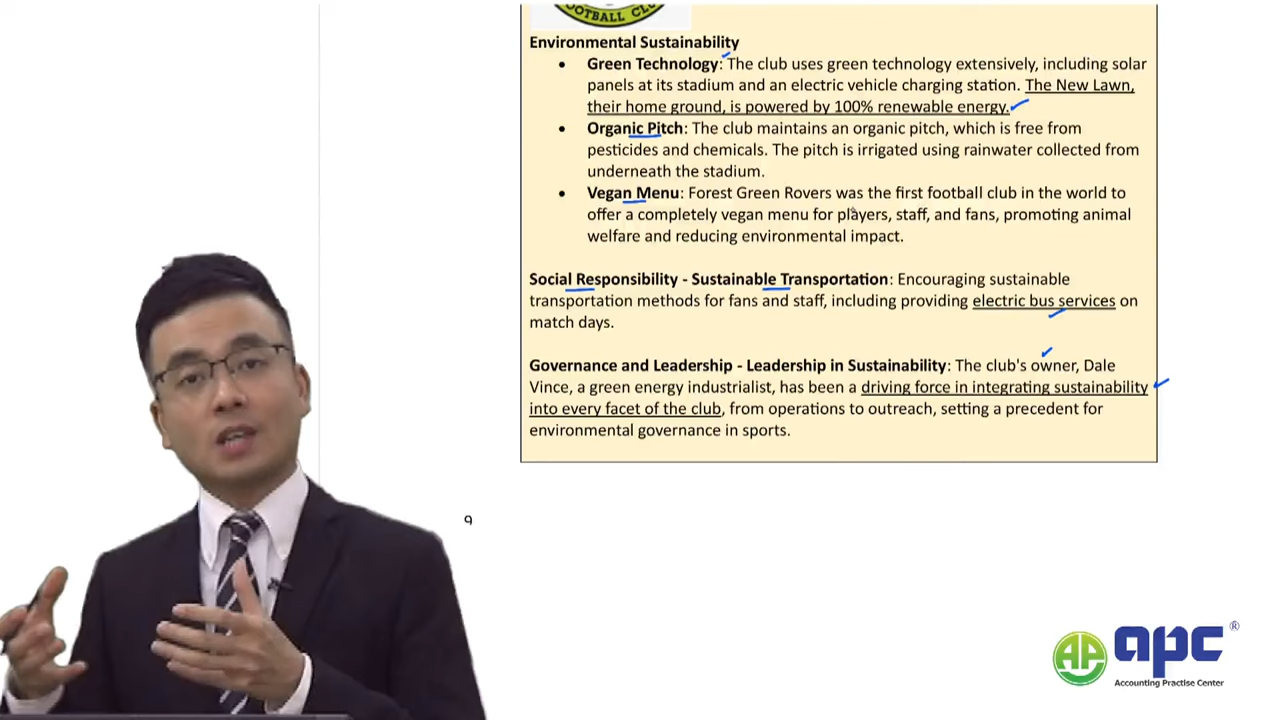 FOOTBALL CLU
Environmental Sustainability
• Green Technology: The club uses green technology extensively, including solar
panels at its stadium and an electric vehicle charging station. The New Lawn,
their home ground, is powered by 100% renewable energy.
• Organic Pitch: The club maintains an organic pitch, which is free from
pesticides and chemicals. The pitch is irrigated using rainwater collected from
underneath the stadium.
• Vegan Menu: Forest Green Rovers was the first football club in the world to
offer a completely vegan menu for players, staff, and fans, promoting animal
welfare and reducing environmental impact.
Social Responsibility - Sustainable Transportation: Encouraging sustainable
transportation methods for fans and staff, including providing electric bus services on
match days.
Governance and Leadership - Leadership in Sustainability: The club's owner, Dale
Vince, a green energy industrialist, has been a driving force in integrating sustainability
into every facet of the club, from operations to outreach, setting a precedent for
environmental governance in sports.
9
AP apc ®
Accounting Practise Center